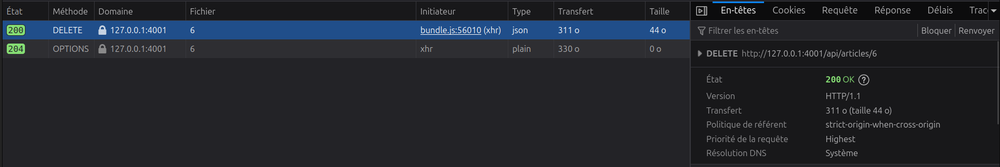 État Méthode Domaine Fichier Initiateur Type Transfert Taille
200 DELETE 127.0.0.1:4001 6 bundle.js:56010 (xhr) json 311 o 44 o
204 OPTIONS 127.0.0.1:4001 6 xhr plain 330 o 0 o
En-têtes Cookies Requête Réponse Délais Trac
Filtrer les en-têtes Bloquer Renvoyer
DELETE http://127.0.0.1:4001/api/articles/6
État 200 OK ?
Version HTTP/1.1
Transfert 311 o (taille 44 o)
Politique de référent strict-origin-when-cross-origin
Priorité de la requête Highest
Résolution DNS Système